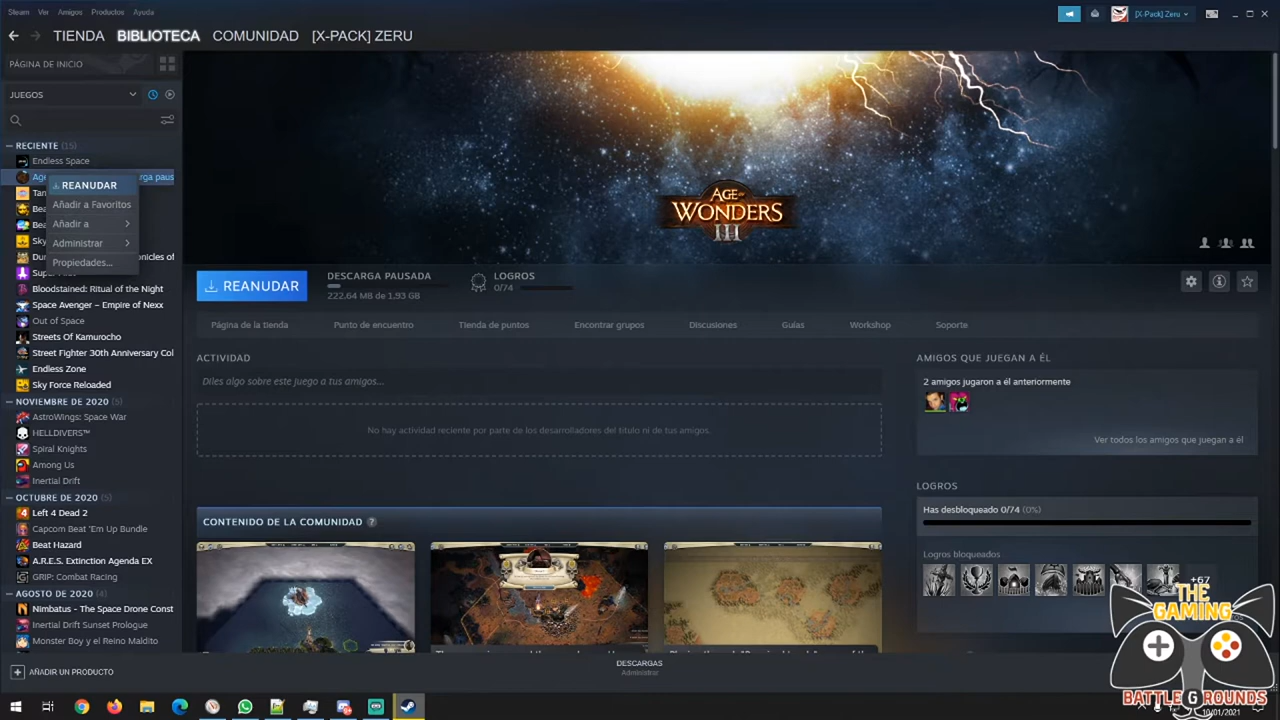 Steam Ver Amigos Productos Ayuda
[X-Pack] Zeru
TIENDA BIBLIOTECA COMUNIDAD [X-PACK] ZERU
PÁGINA DE INICIO
JUEGOS
RECIENTE (15)
Endless Space
REANUDAR
Añadir a Favoritos
Añadir a
Administrar
Propiedades...
Bloodstained: Ritual of the Night
Space Avenger – Empire of Nexx
Out of Space
Streets Of Kamurocho
Street Fighter 30th Anniversary Col
Endless Zone
Sky Force Reloaded
NOVIEMBRE DE 2020 (5)
AstroWings: Space War
HELLDIVERS™
Spiral Knights
Among Us
Inertial Drift
OCTUBRE DE 2020 (5)
Left 4 Dead 2
Capcom Beat 'Em Up Bundle
Beat Hazard
A.R.E.S. Extinction Agenda EX
GRIP: Combat Racing
AGOSTO DE 2020 (4)
Nimbatus - The Space Drone Const
Inertial Drift Sunset Prologue
Monster Boy y el Reino Maldito
AÑADIR UN PRODUCTO
AGE OF
WONDERS
III
REANUDAR
DESCARGA PAUSADA
222,64 MB de 1,93 GB
LOGROS
0/74
Página de la tienda Punto de encuentro Tienda de puntos Encontrar grupos Discusiones Guías Workshop Soporte
ACTIVIDAD
Diles algo sobre este juego a tus amigos...
No hay actividad reciente por parte de los desarrolladores del título ni de tus amigos.
CONTENIDO DE LA COMUNIDAD ?
AMIGOS QUE JUEGAN A ÉL
2 amigos jugaron a él anteriormente
Ver todos los amigos que juegan a él
LOGROS
Has desbloqueado 0/74 (0%)
Logros bloqueados
+67
DESCARGAS
Administrar
THE
GAMING
BATTLEGROUNDS
10/01/2021